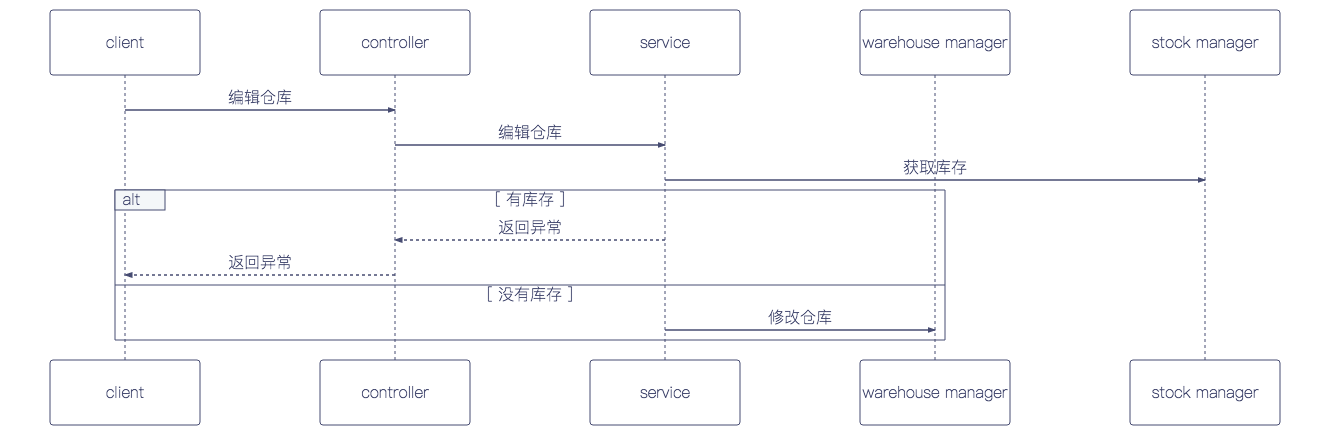 client
controller
service
warehouse manager
stock manager
编辑仓库
编辑仓库
获取库存
alt
[ 有库存 ]
返回异常
返回异常
[ 没有库存 ]
修改仓库
client
controller
service
warehouse manager
stock manager